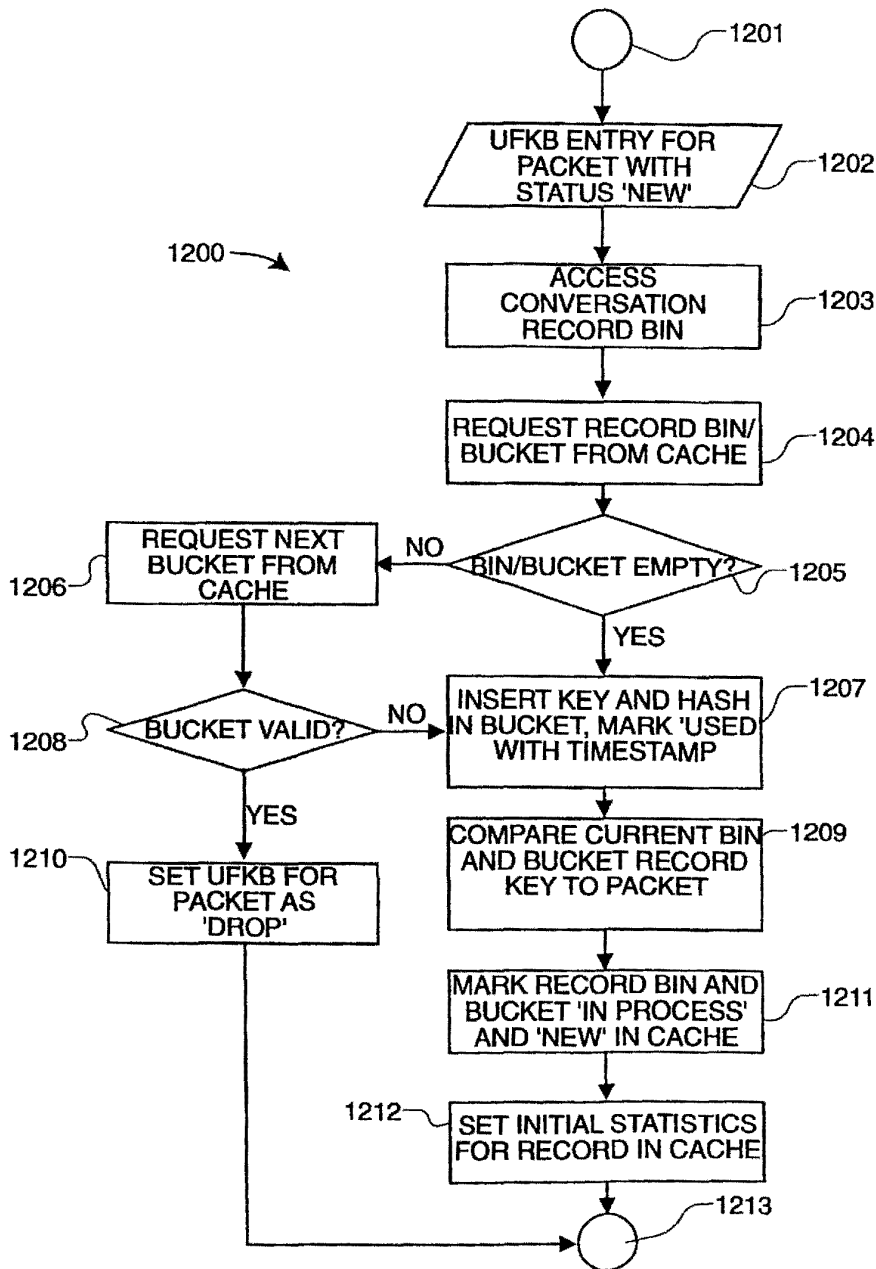 1201
UFKB ENTRY FOR
PACKET WITH
STATUS 'NEW'
1202
1200
ACCESS
CONVERSATION
RECORD BIN
1203
REQUEST RECORD BIN/
BUCKET FROM CACHE
1204
REQUEST NEXT
BUCKET FROM
CACHE
1206
NO
BIN/BUCKET EMPTY?
1205
YES
INSERT KEY AND HASH
IN BUCKET, MARK 'USED
WITH TIMESTAMP
1207
1208
BUCKET VALID?
NO
YES
COMPARE CURRENT BIN
AND BUCKET RECORD
KEY TO PACKET
1209
1210
SET UFKB FOR
PACKET AS
'DROP'
MARK RECORD BIN AND
BUCKET 'IN PROCESS'
AND 'NEW' IN CACHE
1211
1212
SET INITIAL STATISTICS
FOR RECORD IN CACHE
1213